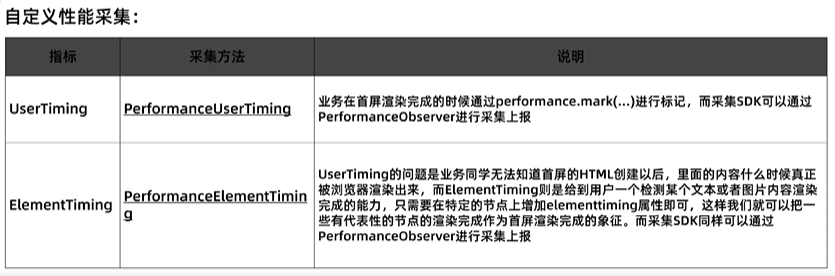 自定义性能采集：
指标 采集方法 说明
UserTiming PerformanceUserTiming 业务在首屏渲染完成的时候通过performance.mark(...)进行标记，而采集SDK可以通过
PerformanceObserver进行采集上报
ElementTiming PerformanceElementTimin
g
UserTiming的问题是业务同学无法知道首屏的HTML创建以后，里面的内容什么时候真正
被浏览器渲染出来，而ElementTiming则是给到用户一个检测某个文本或者图片内容渲染
完成的能力，只需要在特定的节点上增加elementtiming属性即可，这样我们就可以把一
些有代表性的节点的渲染完成作为首屏渲染完成的象征。而采集SDK同样可以通过
PerformanceObserver进行采集上报